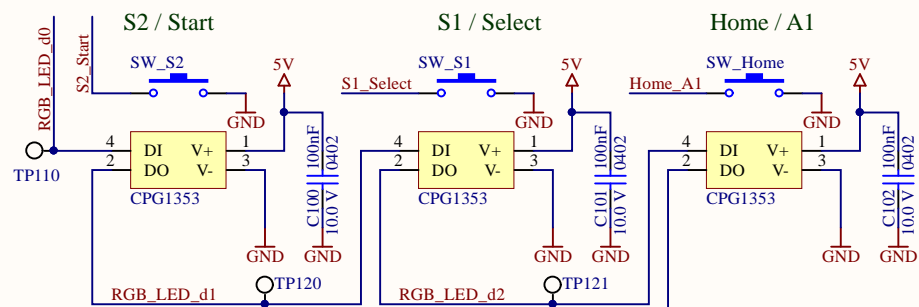 S2 / Start
S1 / Select
Home / A1
RGB_LED_d0
S2_Start
SW_S2
5V
GND
S1_Select
SW_S1
5V
GND
Home_A1
SW_Home
5V
GND
4 DI V+ 1
2 DO V- 3
CPG1353
TP110
100nF
0402
C100
10.0 V
GND
GND
4 DI V+ 1
2 DO V- 3
CPG1353
100nF
0402
C101
10.0 V
GND
GND
4 DI V+ 1
2 DO V- 3
CPG1353
100nF
0402
C102
10.0 V
GND
GND
TP120
RGB_LED_d1
TP121
RGB_LED_d2